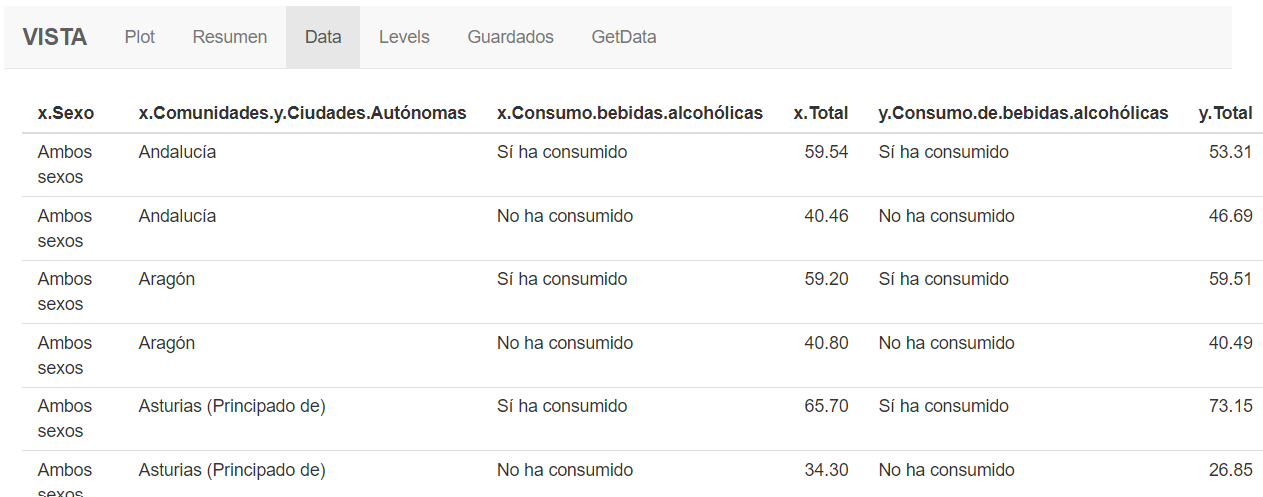 VISTA Plot Resumen Data Levels Guardados GetData
x.Sexo x.Comunidades.y.Ciudades.Autónomas x.Consumo.bebidas.alcohólicas x.Total y.Consumo.de.bebidas.alcohólicas y.Total
Ambos Andalucía Sí ha consumido 59.54 Sí ha consumido 53.31
sexos
Ambos Andalucía No ha consumido 40.46 No ha consumido 46.69
sexos
Ambos Aragón Sí ha consumido 59.20 Sí ha consumido 59.51
sexos
Ambos Aragón No ha consumido 40.80 No ha consumido 40.49
sexos
Ambos Asturias (Principado de) Sí ha consumido 65.70 Sí ha consumido 73.15
sexos
Ambos Asturias (Principado de) No ha consumido 34.30 No ha consumido 26.85
sexos